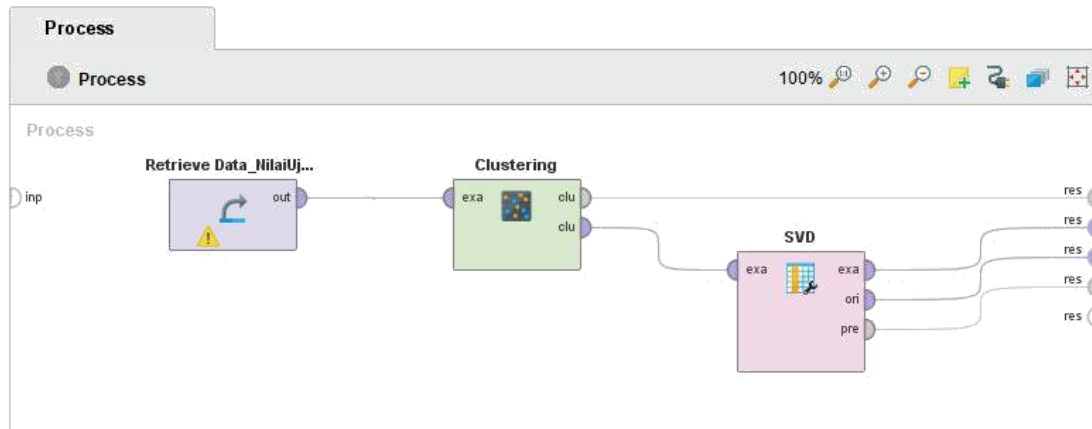 Process
Process
100%
Process
inp
Retrieve Data_NilaiUj...
out
Clustering
exa
clu
clu
SVD
exa
exa
ori
pre
res
res
res
res
res